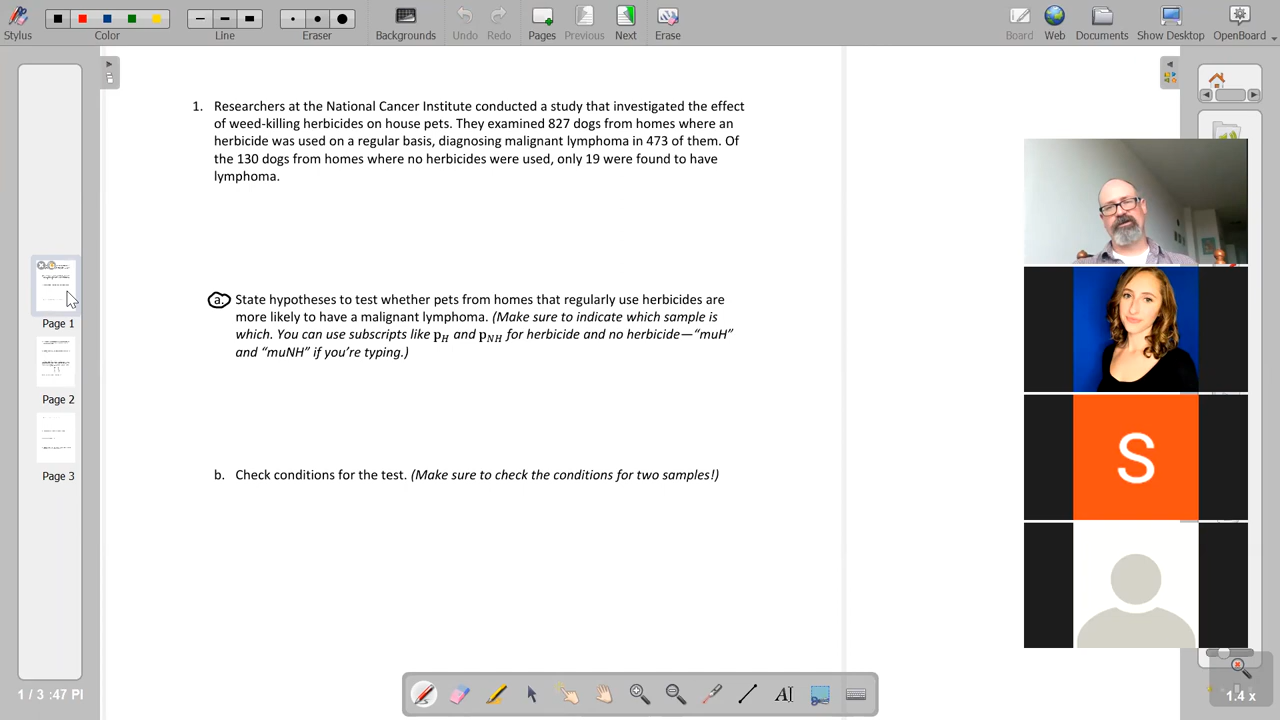 Stylus
Color
Line
Eraser
Backgrounds
Undo
Redo
Pages
Previous
Next
Erase
Board
Web
Documents
Show Desktop
OpenBoard
1. Researchers at the National Cancer Institute conducted a study that investigated the effect
of weed-killing herbicides on house pets. They examined 827 dogs from homes where an
herbicide was used on a regular basis, diagnosing malignant lymphoma in 473 of them. Of
the 130 dogs from homes where no herbicides were used, only 19 were found to have
lymphoma.
a. State hypotheses to test whether pets from homes that regularly use herbicides are
more likely to have a malignant lymphoma. (Make sure to indicate which sample is
which. You can use subscripts like p_H and p_NH for herbicide and no herbicide—“muH”
and “muNH” if you’re typing.)
b. Check conditions for the test. (Make sure to check the conditions for two samples!)
Page 1
Page 2
Page 3
S
1 / 3 :47 PI
AI
1.4 x